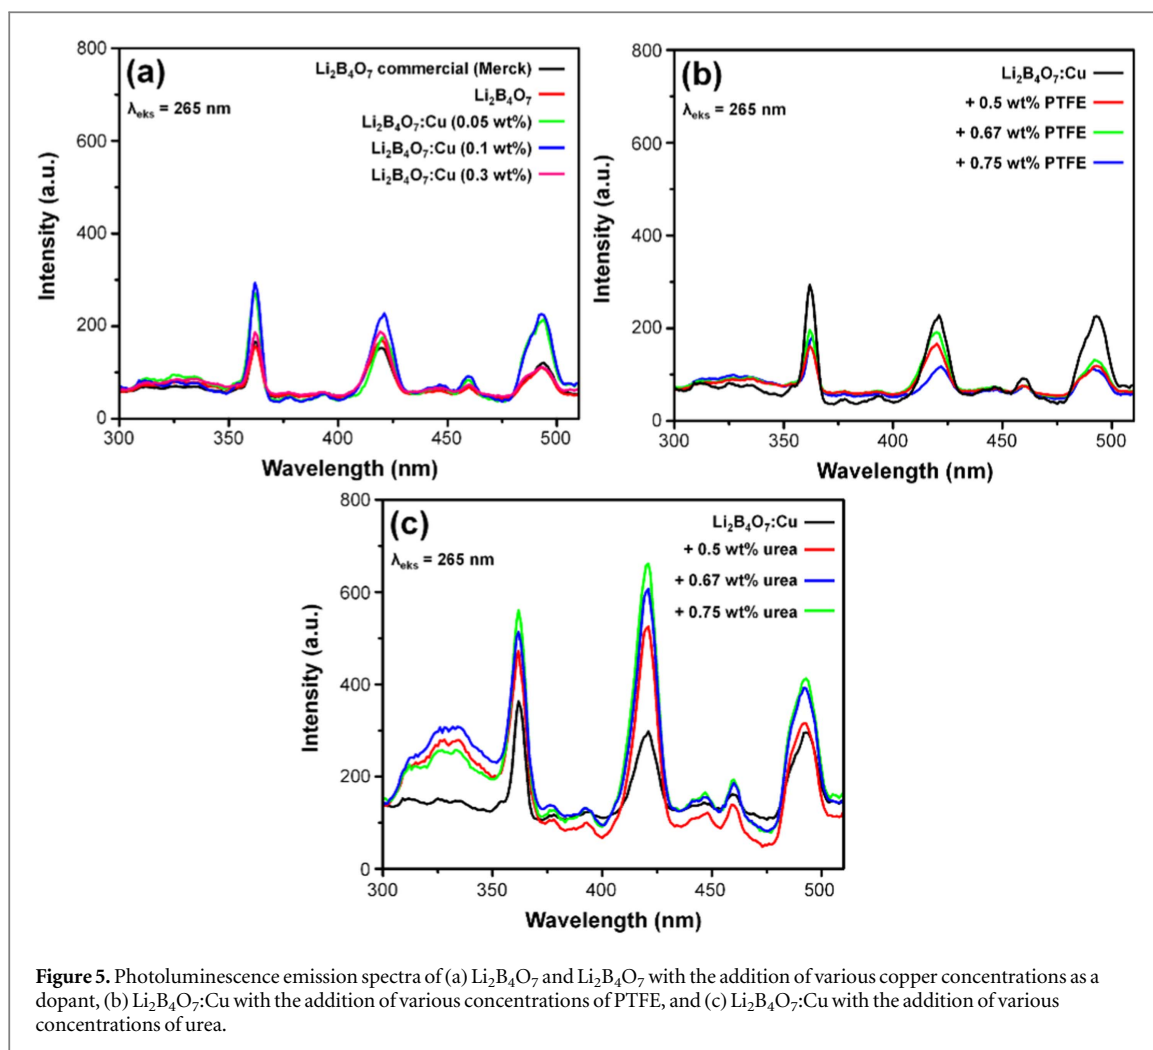 (a)
λeks = 265 nm
Li₂B₄O₇ commercial (Merck)
Li₂B₄O₇
Li₂B₄O₇:Cu (0.05 wt%)
Li₂B₄O₇:Cu (0.1 wt%)
Li₂B₄O₇:Cu (0.3 wt%)
800
600
400
200
0
Intensity (a.u.)
300 350 400 450 500
Wavelength (nm)
(b)
λeks = 265 nm
Li₂B₄O₇:Cu
+ 0.5 wt% PTFE
+ 0.67 wt% PTFE
+ 0.75 wt% PTFE
800
600
400
200
0
Intensity (a.u.)
300 350 400 450 500
Wavelength (nm)
(c)
λeks = 265 nm
Li₂B₄O₇:Cu
+ 0.5 wt% urea
+ 0.67 wt% urea
+ 0.75 wt% urea
800
600
400
200
0
Intensity (a.u.)
300 350 400 450 500
Wavelength (nm)
Figure 5. Photoluminescence emission spectra of (a) Li₂B₄O₇ and Li₂B₄O₇ with the addition of various copper concentrations as a
dopant, (b) Li₂B₄O₇:Cu with the addition of various concentrations of PTFE, and (c) Li₂B₄O₇:Cu with the addition of various
concentrations of urea.